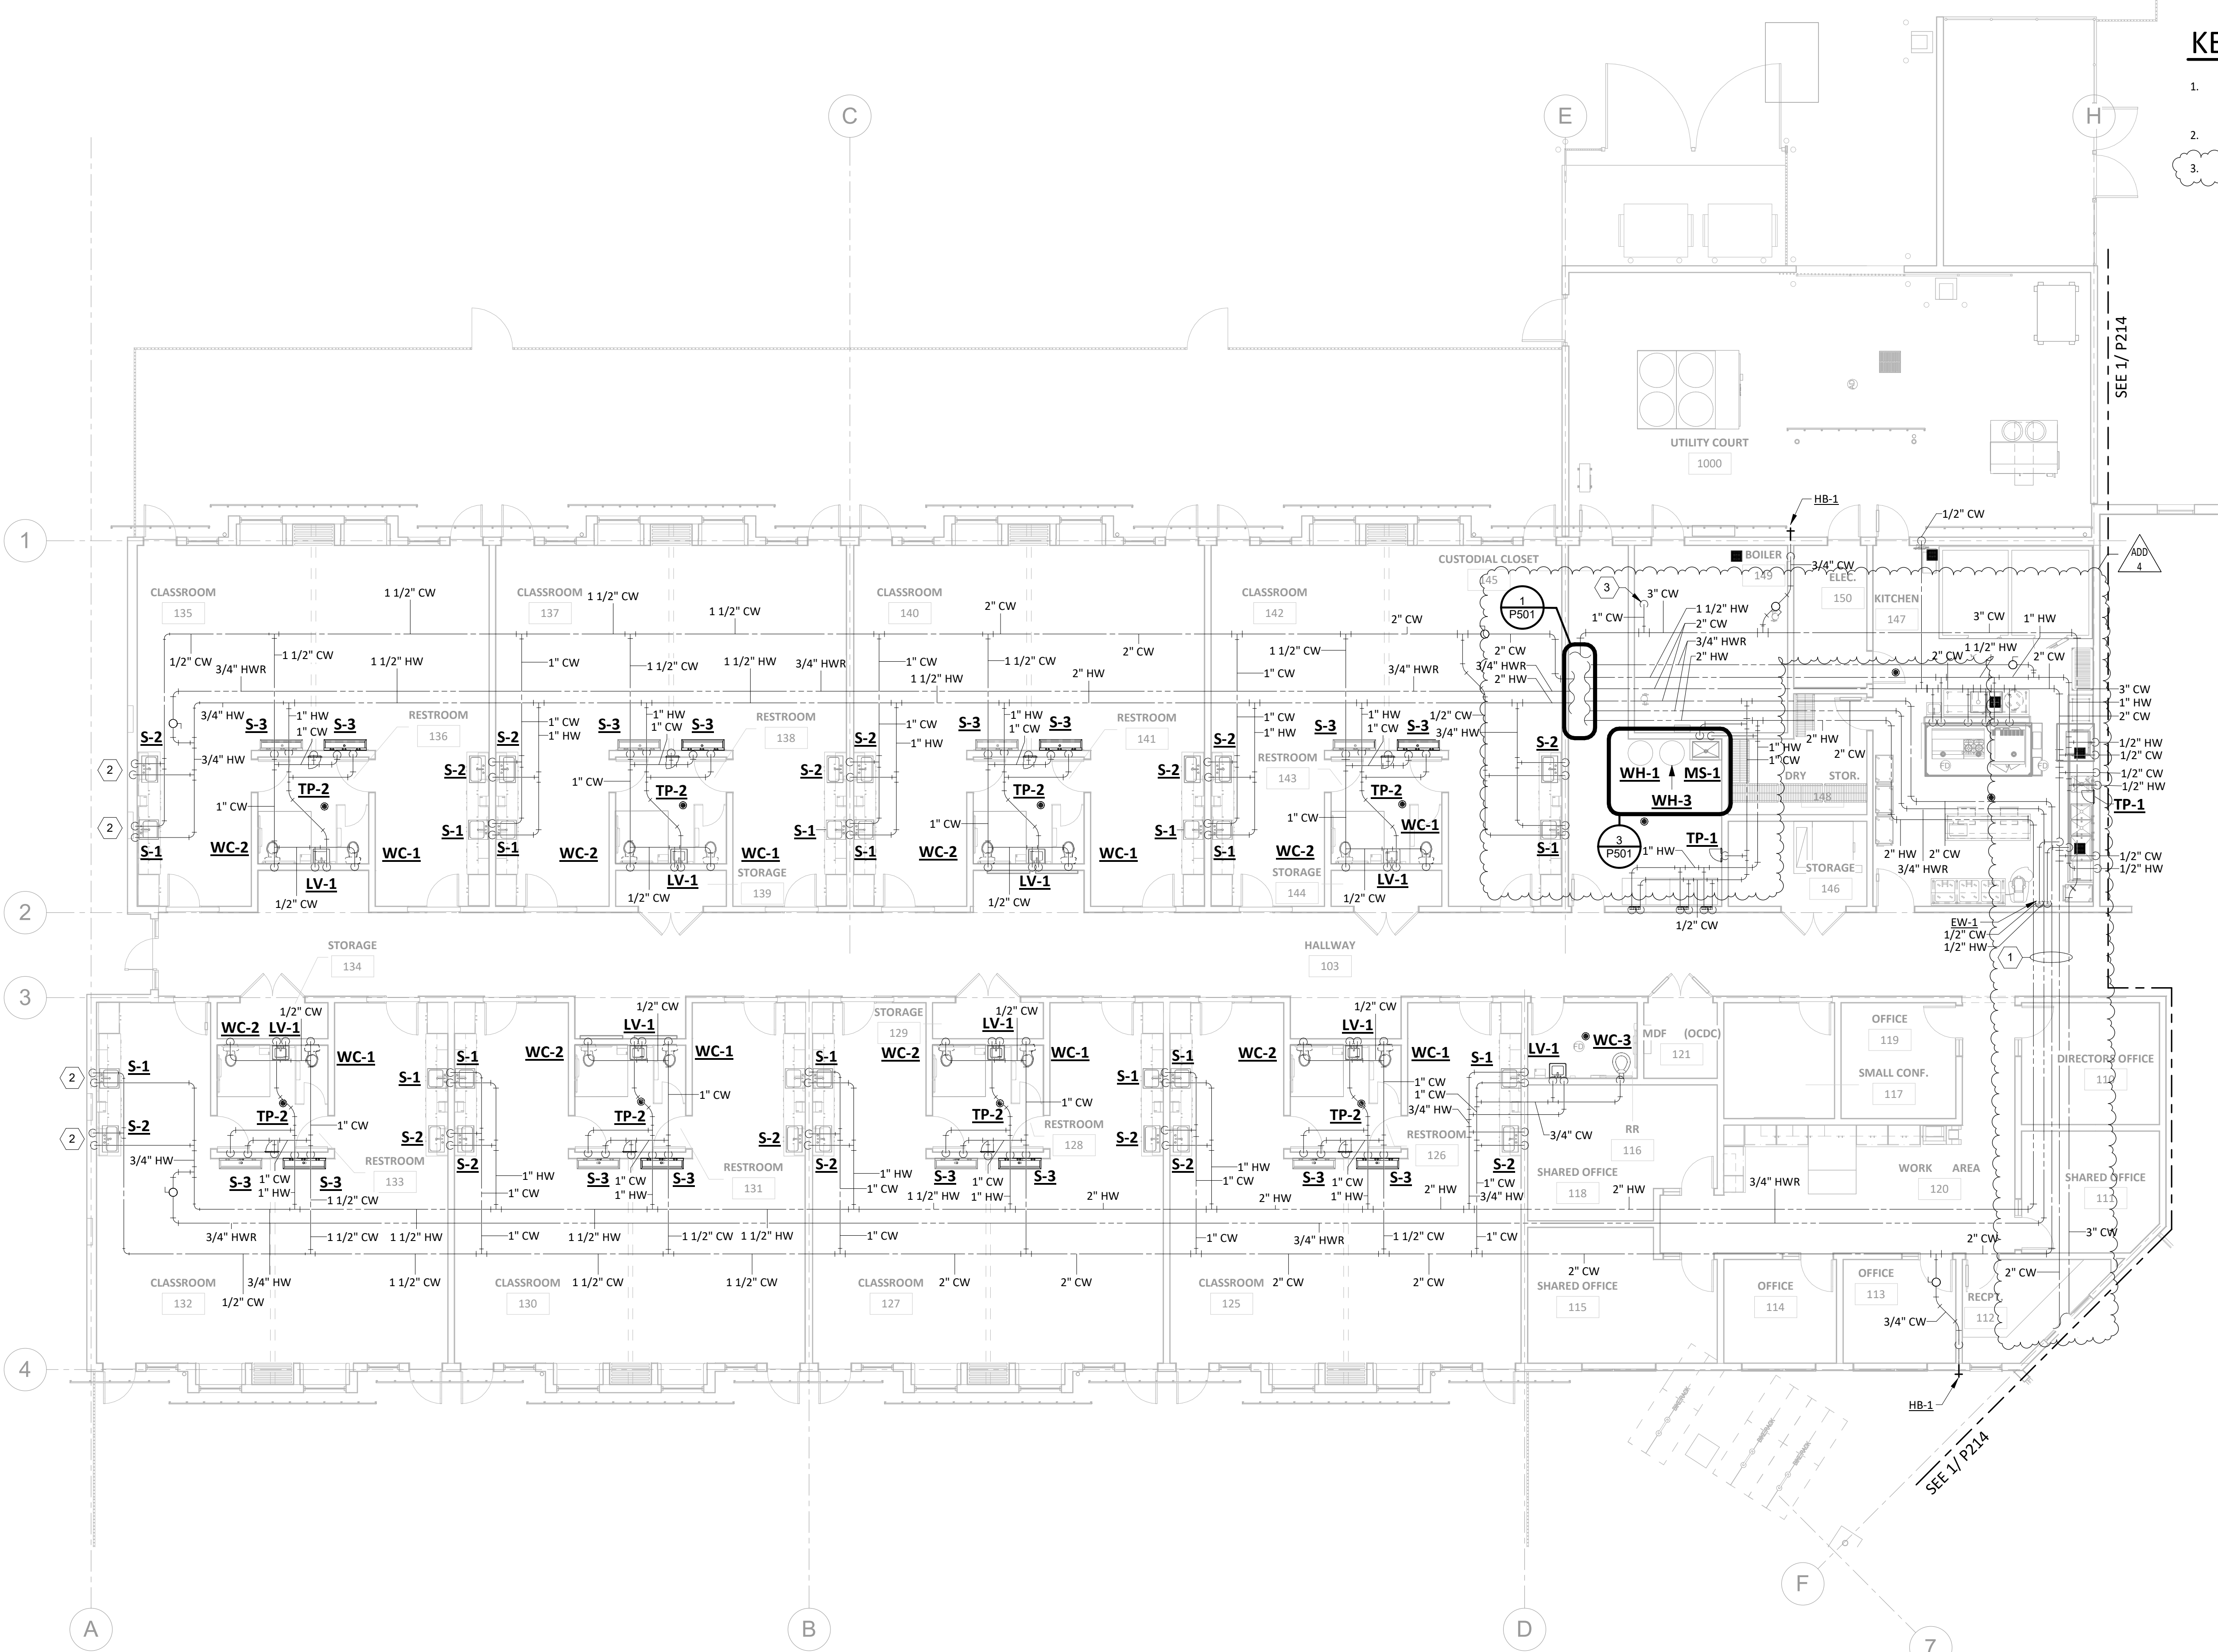 KE
1.
2.
3.
C
E
H
SEE 1/ P214
UTILITY COURT
1000
HB-1
1/2" CW
1
ADD
4
CUSTODIAL CLOSET
145
BOILER
149
3/4" CW
ELEC.
150
KITCHEN
147
CLASSROOM
135
1 1/2" CW
CLASSROOM
137
1 1/2" CW
1 1/2" CW
CLASSROOM
140
2" CW
CLASSROOM
142
2" CW
1
P501
3
1" CW
3" CW
1 1/2" HW
2" CW
3/4" HWR
2" HW
3" CW
1" HW
2" CW
1 1/2" HW
2" CW
1/2" CW
3/4" HWR
1 1/2" CW
1 1/2" HW
1" CW
1 1/2" CW
1 1/2" HW
3/4" HWR
1" CW
1 1/2" HW
1 1/2" CW
2" HW
2" CW
1 1/2" CW
1" CW
3/4" HWR
2" CW
3/4" HWR
2" HW
3" CW
1" HW
2" CW
3/4" HW
S-3
1" HW
1" CW
S-3
RESTROOM
136
1" CW
1" HW
S-3
1" HW
1" CW
S-3
RESTROOM
138
1" CW
1" HW
S-3
1" HW
1" CW
S-3
RESTROOM
141
1" CW
1" HW
S-3
1" HW
1" CW
S-3
1/2" CW
3/4" HW
S-2
3/4" HW
S-2
S-2
S-2
S-2
RESTROOM
143
S-2
S-2
2
TP-2
1" CW
TP-2
1" CW
TP-2
1" CW
TP-2
1" CW
WH-1
MS-1
WH-3
1" HW
1" CW
2" HW
2" CW
DRY STOR.
148
1/2" HW
1/2" CW
1/2" CW
1/2" HW
TP-1
2
S-1
WC-2
LV-1
WC-1
S-1
S-1
WC-2
LV-1
WC-1
S-1
S-1
WC-2
LV-1
WC-1
S-1
S-1
WC-2
LV-1
WC-1
S-1
3
P501
TP-1
1" HW
2" HW
2" CW
3/4" HWR
1/2" CW
1/2" HW
1/2" CW
1/2" CW
STORAGE
139
1/2" CW
STORAGE
144
1/2" CW
1/2" CW
STORAGE
146
2
EW-1
1/2" CW
1/2" HW
1
STORAGE
134
HALLWAY
103
3
1/2" CW
WC-2
LV-1
WC-1
1/2" CW
LV-1
WC-2
WC-1
STORAGE
129
1/2" CW
LV-1
WC-2
WC-1
1/2" CW
LV-1
WC-2
WC-1
LV-1
FD
WC-3
MDF (OCDC)
121
OFFICE
119
DIRECTORS OFFICE
110
2
S-1
S-1
S-1
S-1
S-1
S-1
S-1
S-1
SMALL CONF.
117
2
S-2
TP-2
1" CW
S-2
S-2
TP-2
1" CW
S-2
S-2
TP-2
1" CW
S-2
S-2
TP-2
1" CW
1" CW
3/4" HW
S-2
3/4" CW
RR
116
3/4" HW
RESTROOM
133
RESTROOM
131
RESTROOM
128
RESTROOM
126
S-3
1" CW
1" HW
S-3
1 1/2" CW
1" HW
1" CW
S-3
1" CW
1" HW
S-3
1" HW
1" CW
1 1/2" HW
S-3
1" CW
1" HW
S-3
2" HW
1" HW
1" CW
2" HW
S-3
1" CW
1" HW
S-3
2" HW
1" CW
3/4" HW
SHARED OFFICE
118
2" HW
3/4" HWR
WORK AREA
120
SHARED OFFICE
111
3/4" HWR
1 1/2" CW
1 1/2" HW
1" CW
1 1/2" HW
1 1/2" CW
1 1/2" HW
1" CW
1" CW
3/4" HWR
1 1/2" CW
1" CW
2" CW
3" CW
CLASSROOM
132
1/2" CW
3/4" HW
1 1/2" CW
CLASSROOM
130
1 1/2" CW
1 1/2" CW
CLASSROOM
127
2" CW
2" CW
CLASSROOM
125
2" CW
2" CW
2" CW
SHARED OFFICE
115
OFFICE
114
OFFICE
113
3/4" CW
RECPT.
112
2" CW
4
HB-1
SEE 1/ P214
A
B
D
F
7